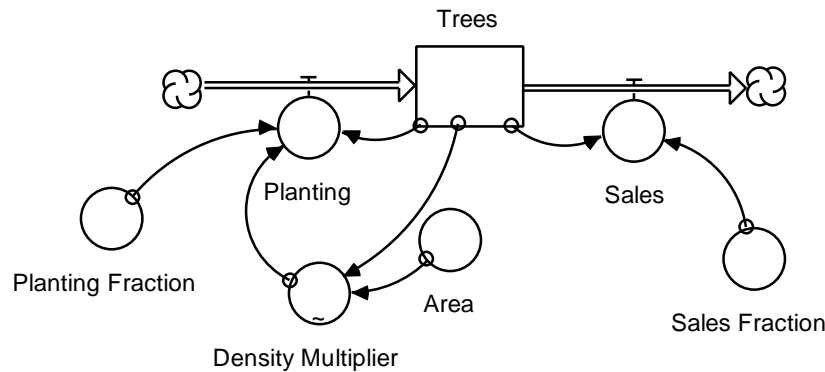 Trees
Planting
Sales
Planting Fraction
Area
~
Sales Fraction
Density Multiplier